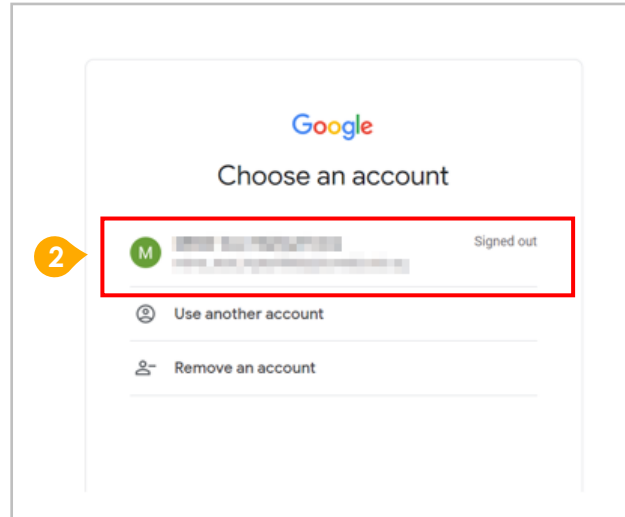 Google
Choose an account
2
M
Signed out
Use another account
Remove an account